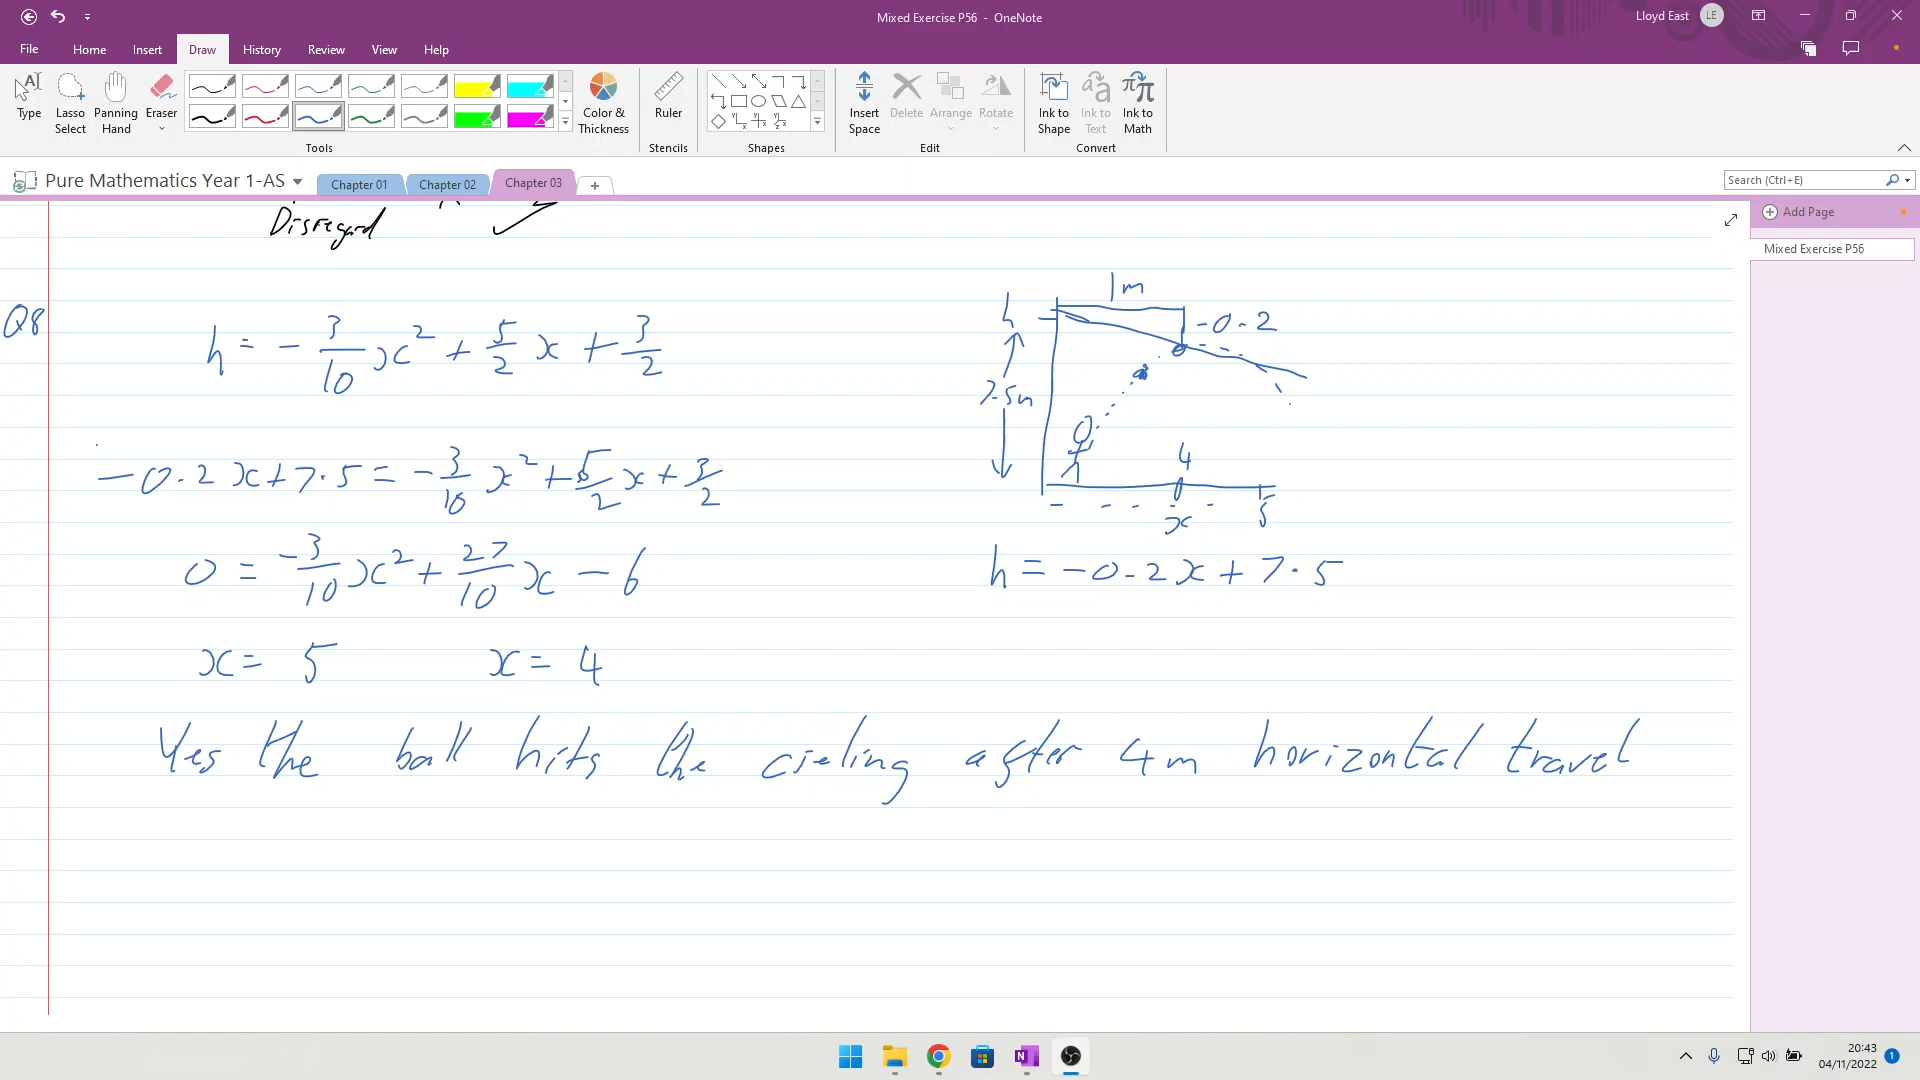 Mixed Exercise P56 - OneNote
Lloyd East LE
File Home Insert Draw History Review View Help
Type
Lasso Select
Panning Hand
Eraser
Color & Thickness
Ruler
Insert Space
Delete
Arrange
Rotate
Ink to Shape
Ink to Text
Ink to Math
Tools
Stencils
Shapes
Edit
Convert
Pure Mathematics Year 1-AS
Chapter 01 Chapter 02 Chapter 03
Search (Ctrl+E)
Add Page
Mixed Exercise P56
Disregard
Q8
h = - 3/10 x² + 5/2 x + 3/2
-0.2x + 7.5 = -3/10 x² + 5/2 x + 3/2
0 = -3/10 x² + 27/10 x - 6
x = 5 x = 4
Yes the ball hits the cieling after 4m horizontal travel
1m
h
-0.2
7.5m
4
x
5
h = -0.2x + 7.5
20:43
04/11/2022
1